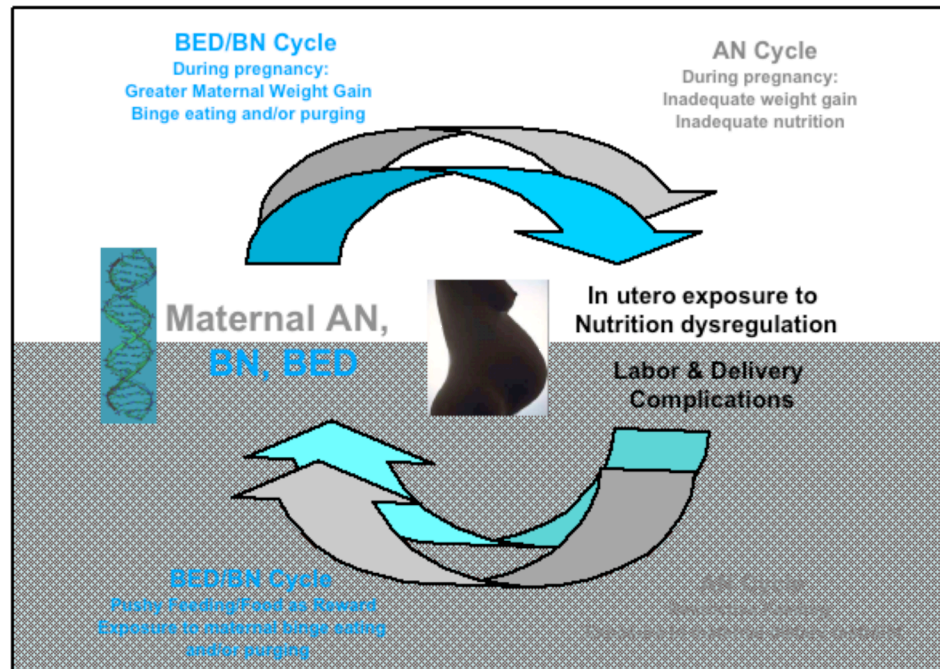 BED/BN Cycle
During pregnancy:
Greater Maternal Weight Gain
Binge eating and/or purging
AN Cycle
During pregnancy:
Inadequate weight gain
Inadequate nutrition
Maternal AN,
BN, BED
In utero exposure to
Nutrition dysregulation
Labor & Delivery
Complications
BED/BN Cycle
Pushy Feeding/Food as Reward
Exposure to maternal binge eating
and/or purging
AN Cycle